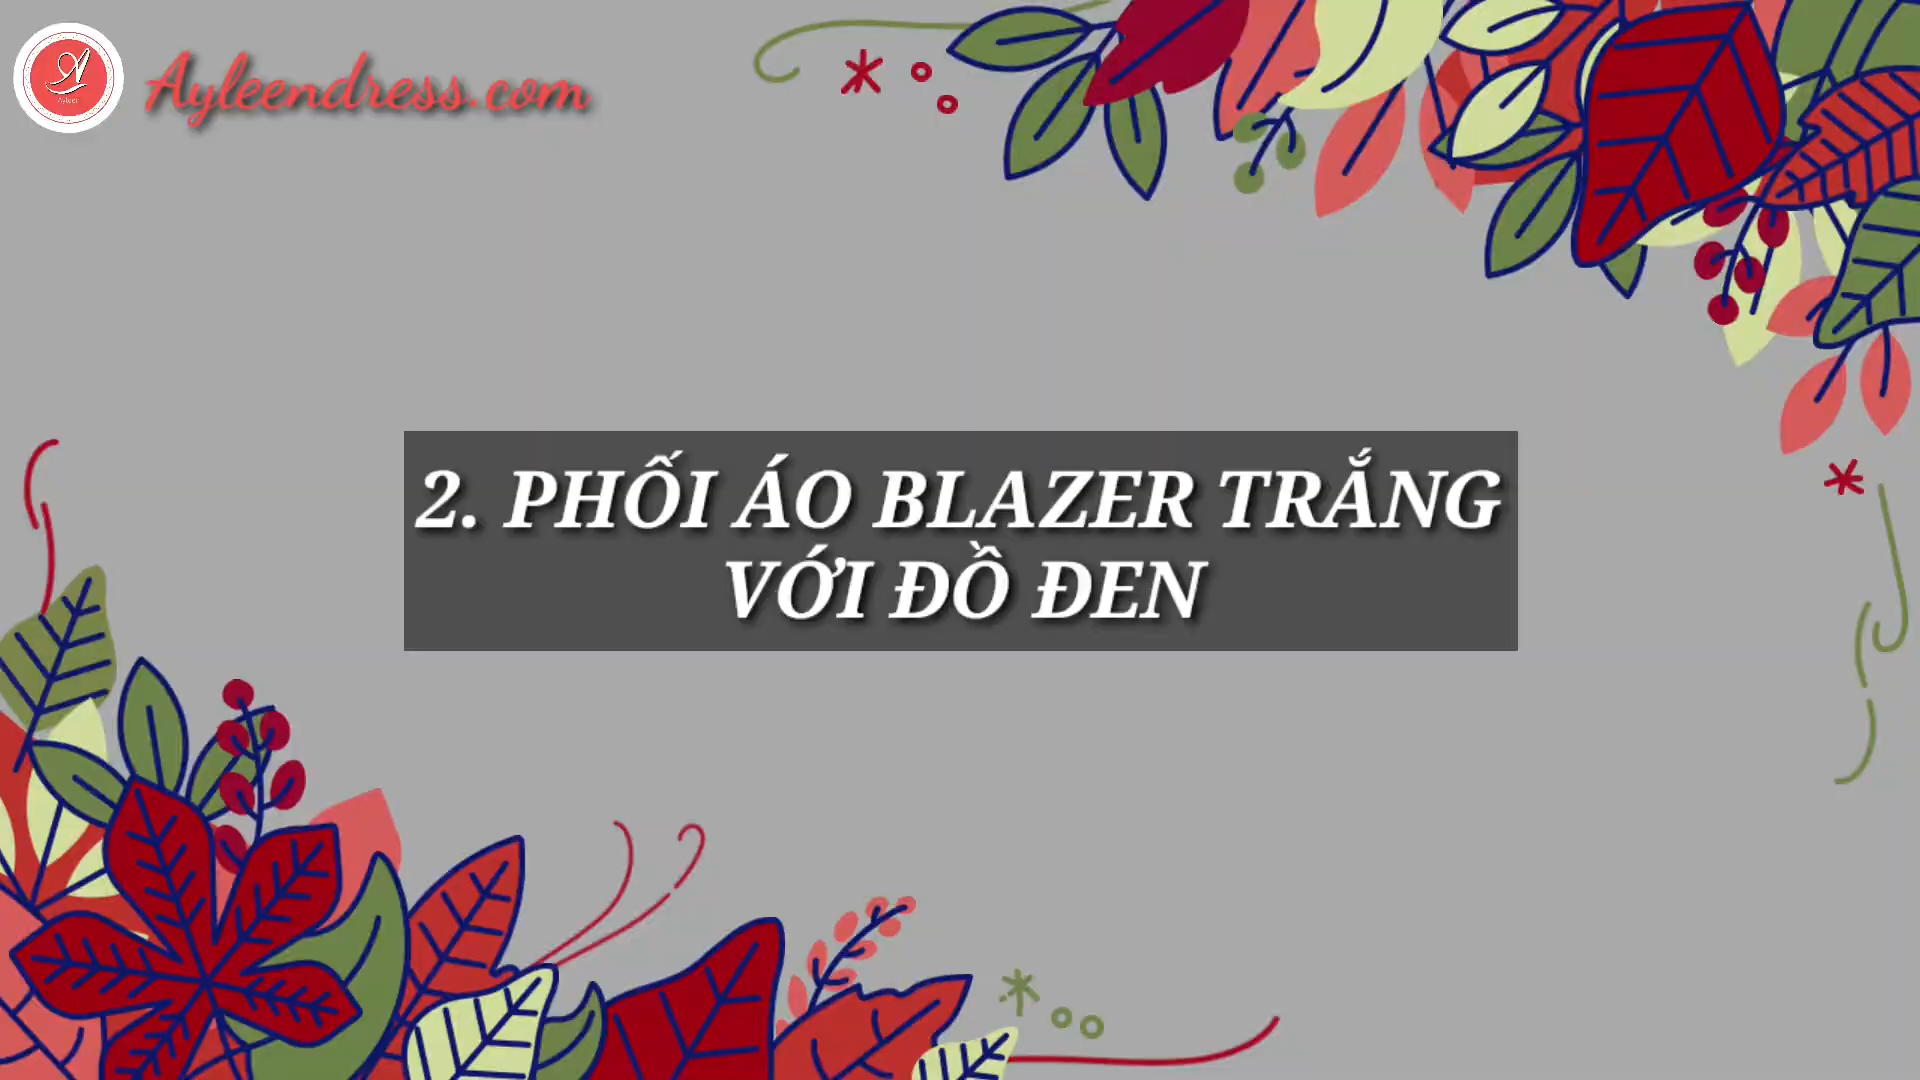 Ayleendress.com
2. PHỐI ÁO BLAZER TRẮNG
VỚI ĐỒ ĐEN